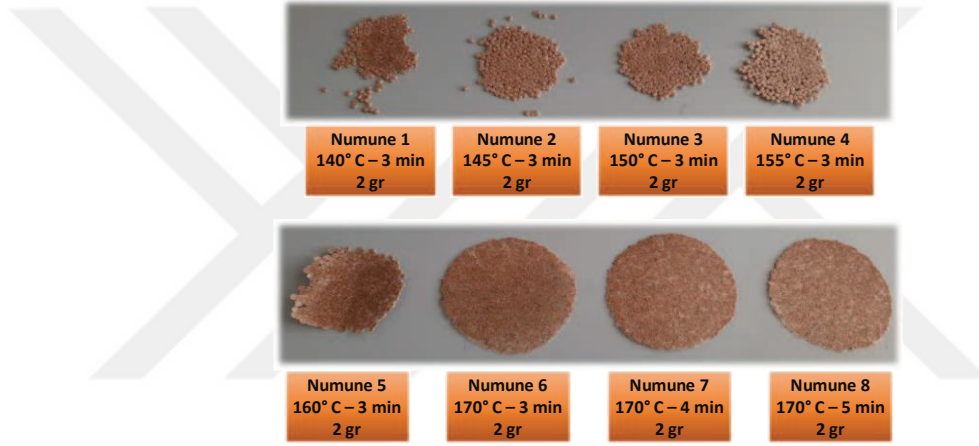 Numune 1
140° C – 3 min
2 gr
Numune 2
145° C – 3 min
2 gr
Numune 3
150° C – 3 min
2 gr
Numune 4
155° C – 3 min
2 gr
Numune 5
160° C – 3 min
2 gr
Numune 6
170° C – 3 min
2 gr
Numune 7
170° C – 4 min
2 gr
Numune 8
170° C – 5 min
2 gr